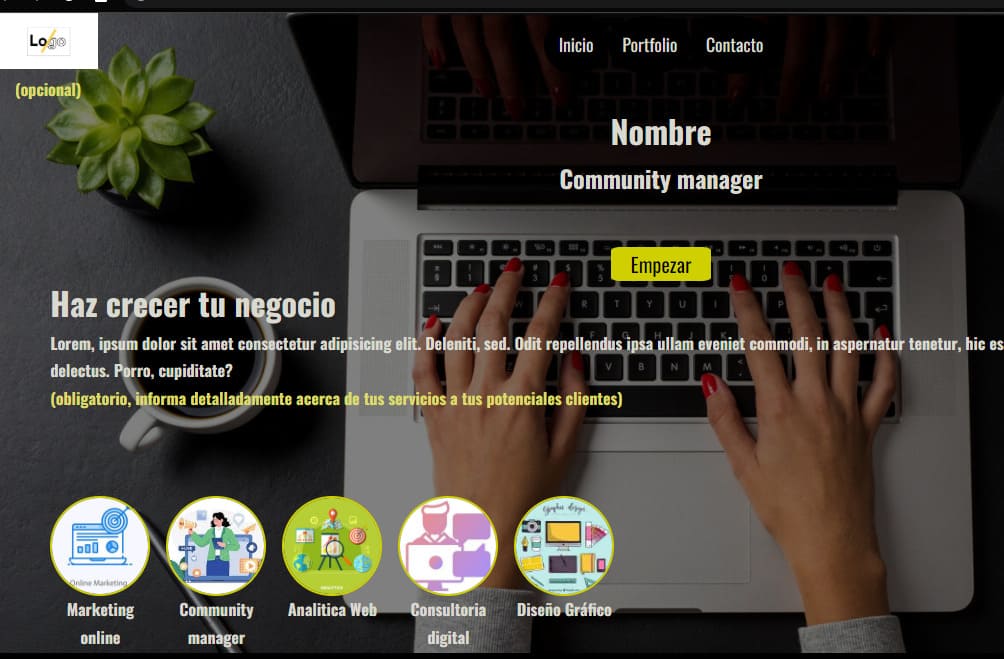 Logo
Inicio Portfolio Contacto
(opcional)
Nombre
Community manager
Empezar
Haz crecer tu negocio
Lorem, ipsum dolor sit amet consectetur adipisicing elit. Deleniti, sed. Odit repellendus ipsa ullam eveniet commodi, in aspernatur tenetur, hic es
delectus. Porro, cupiditate?
(obligatorio, informa detalladamente acerca de tus servicios a tus potenciales clientes)
Online Marketing
Graphic design
Marketing
online
Community
manager
Analitica Web
Consultoria
digital
Diseño Gráfico